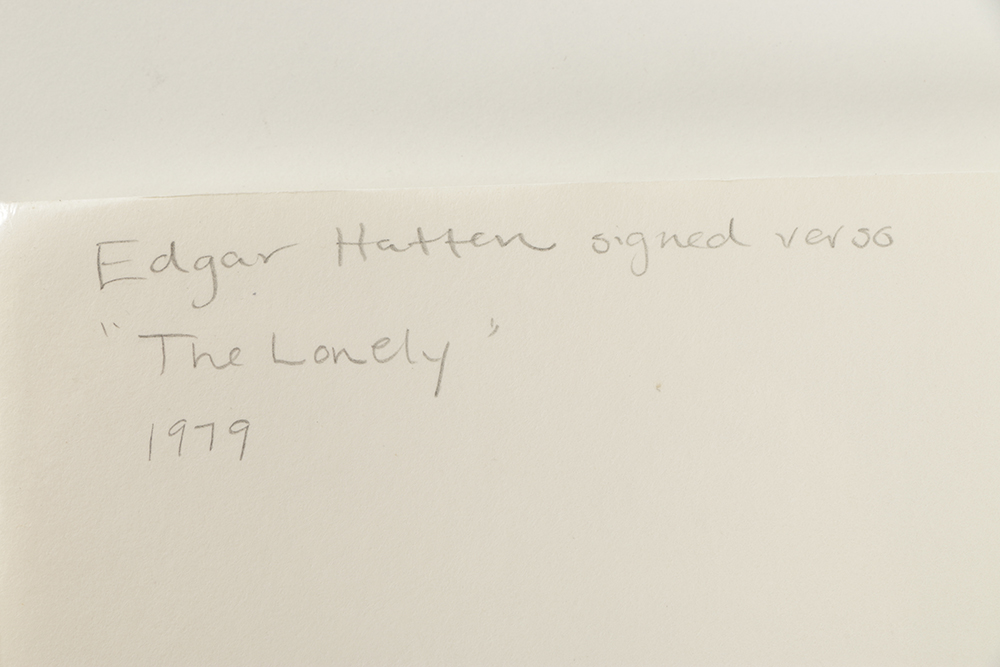 Edgar Hatten signed verso
"The Lonely"
1979